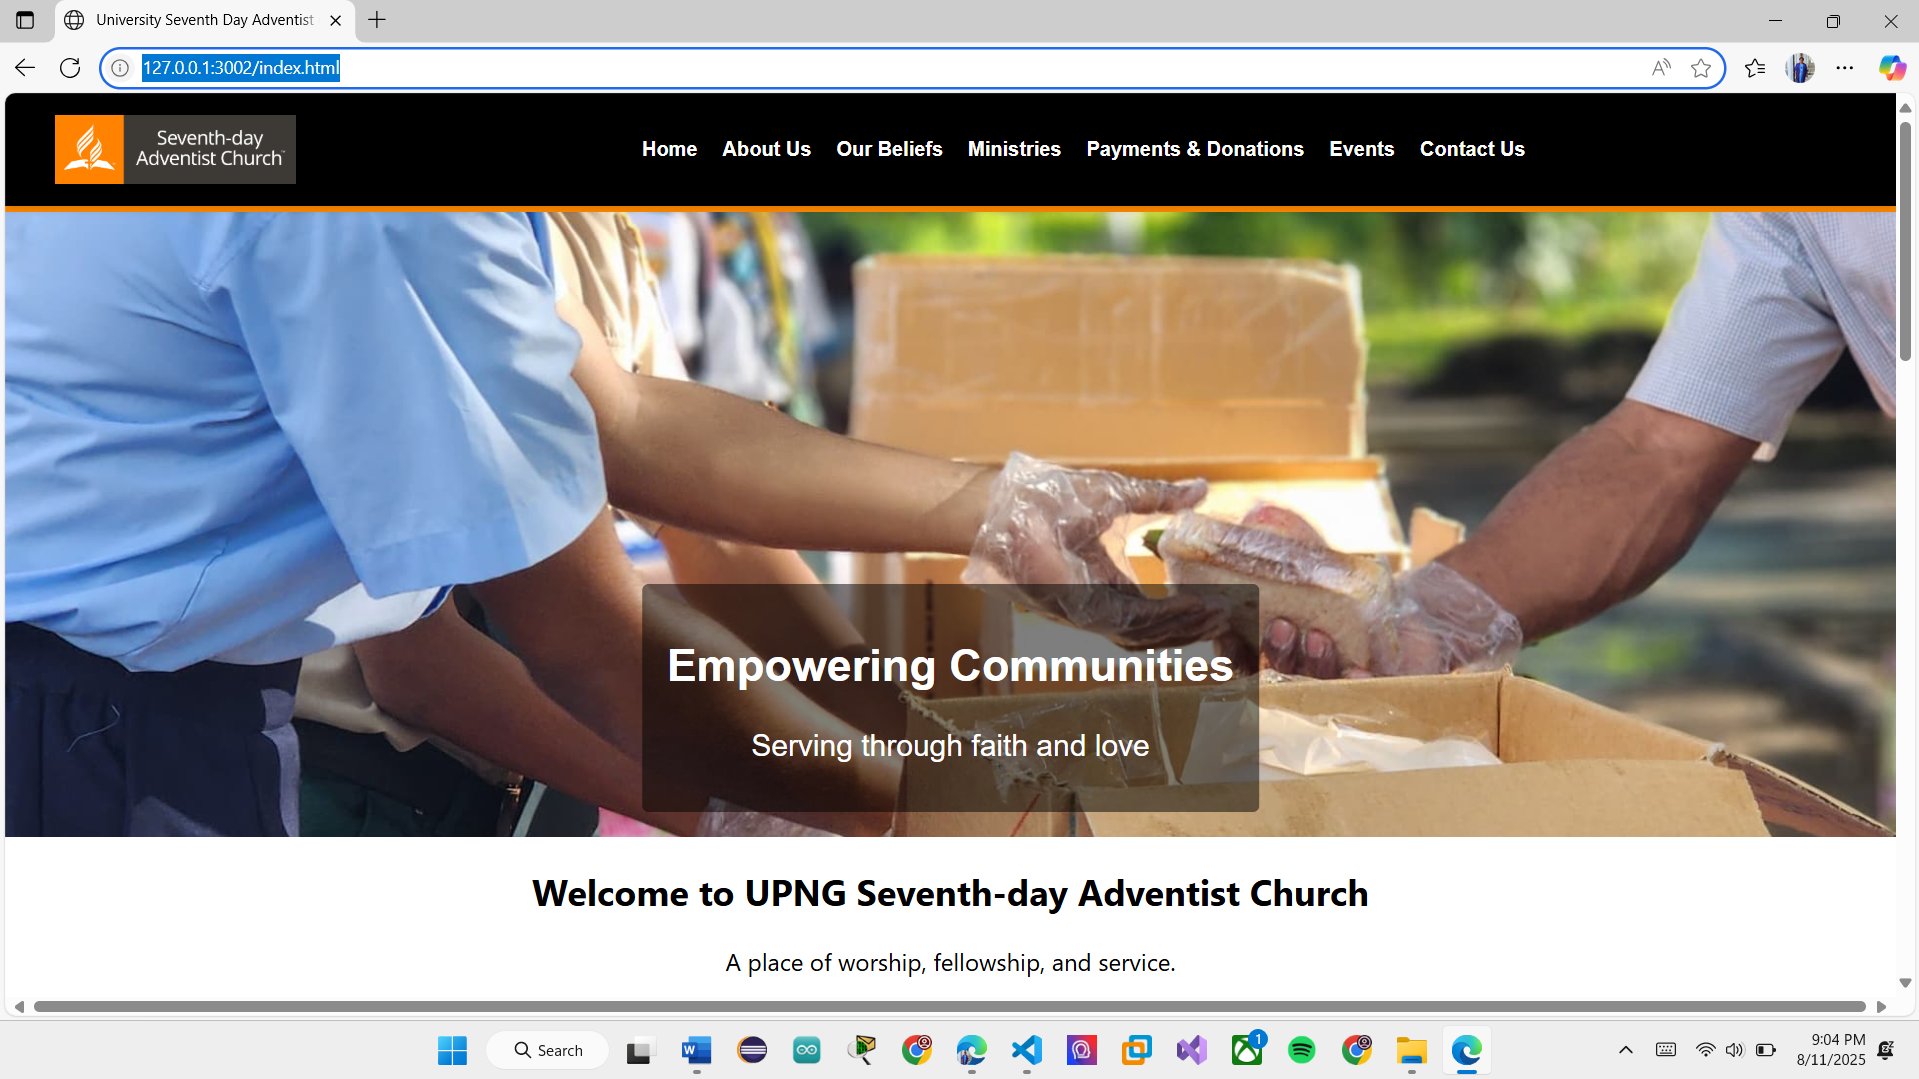 University Seventh Day Adventist
127.0.0.1:3002/index.html
Seventh-day
Adventist Church™
Home About Us Our Beliefs Ministries Payments & Donations Events Contact Us
Empowering Communities
Serving through faith and love
Welcome to UPNG Seventh-day Adventist Church
A place of worship, fellowship, and service.
Search
1
9:04 PM
8/11/2025